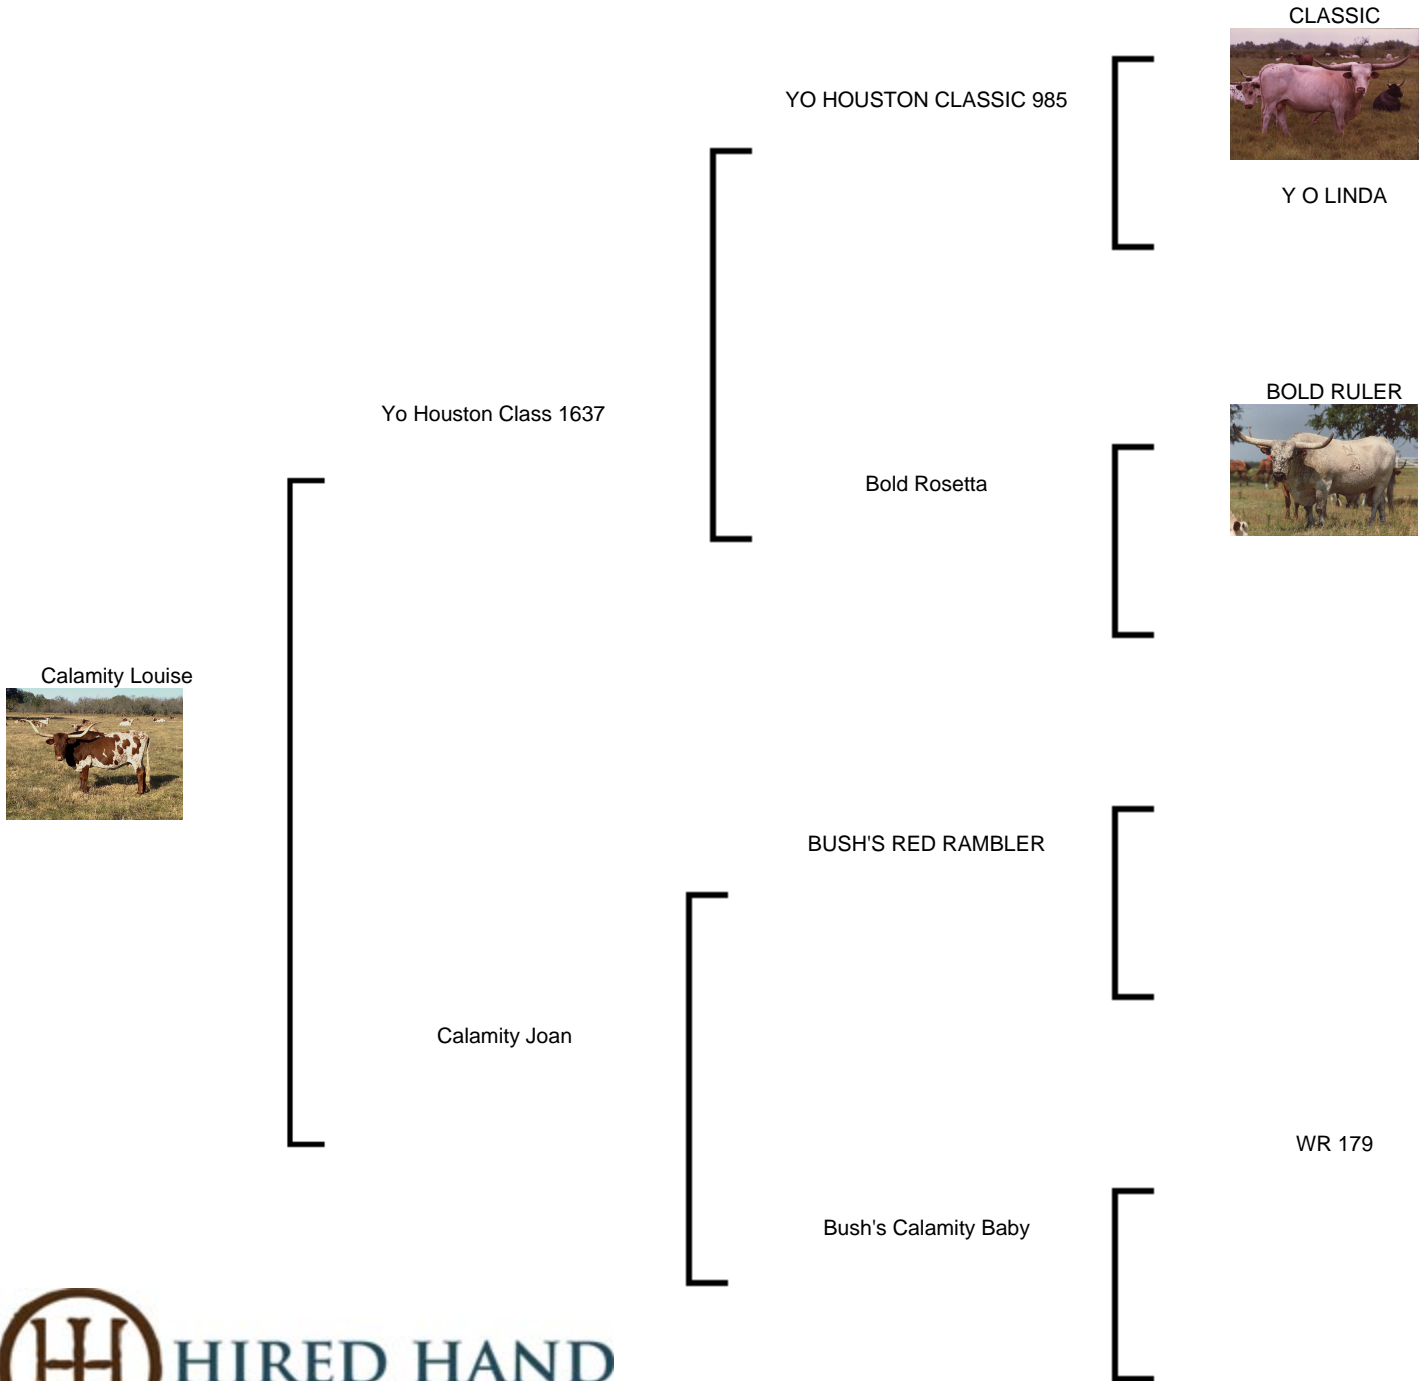 CLASSIC
YO HOUSTON CLASSIC 985
Y O LINDA
BOLD RULER
Yo Houston Class 1637
Bold Rosetta
Calamity Louise
BUSH'S RED RAMBLER
Calamity Joan
WR 179
Bush's Calamity Baby
HIRED HAND